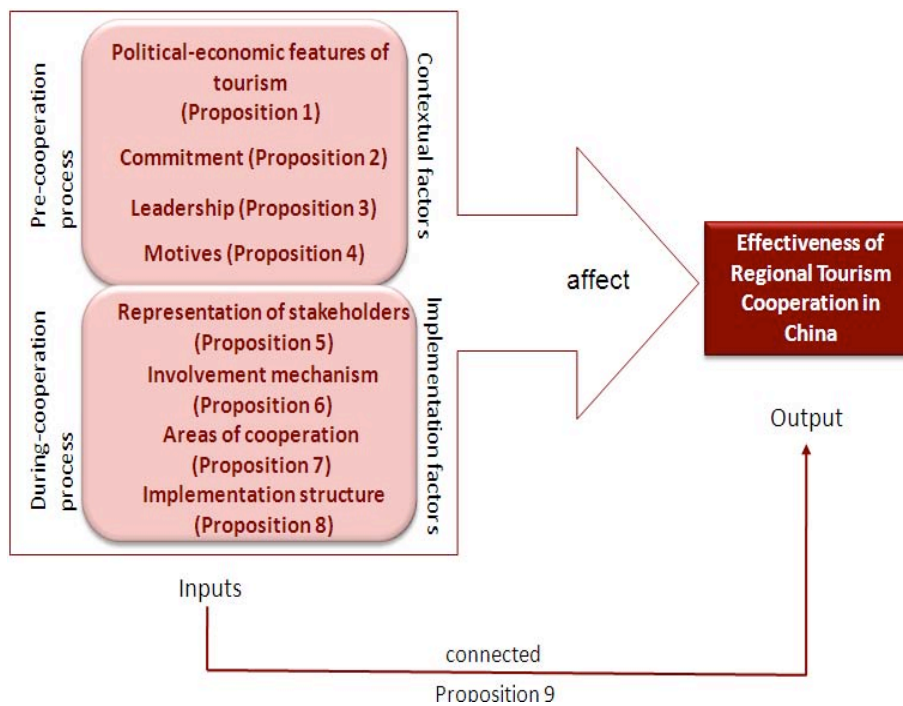 Pre-cooperation
process
Political-economic features of
tourism
(Proposition 1)
Commitment (Proposition 2)
Leadership (Proposition 3)
Motives (Proposition 4)
Contextual factors
During-cooperation
process
Representation of stakeholders
(Proposition 5)
Involvement mechanism
(Proposition 6)
Areas of cooperation
(Proposition 7)
Implementation structure
(Proposition 8)
Implementation factors
affect
Effectiveness of
Regional Tourism
Cooperation in
China
Inputs
Output
connected
Proposition 9